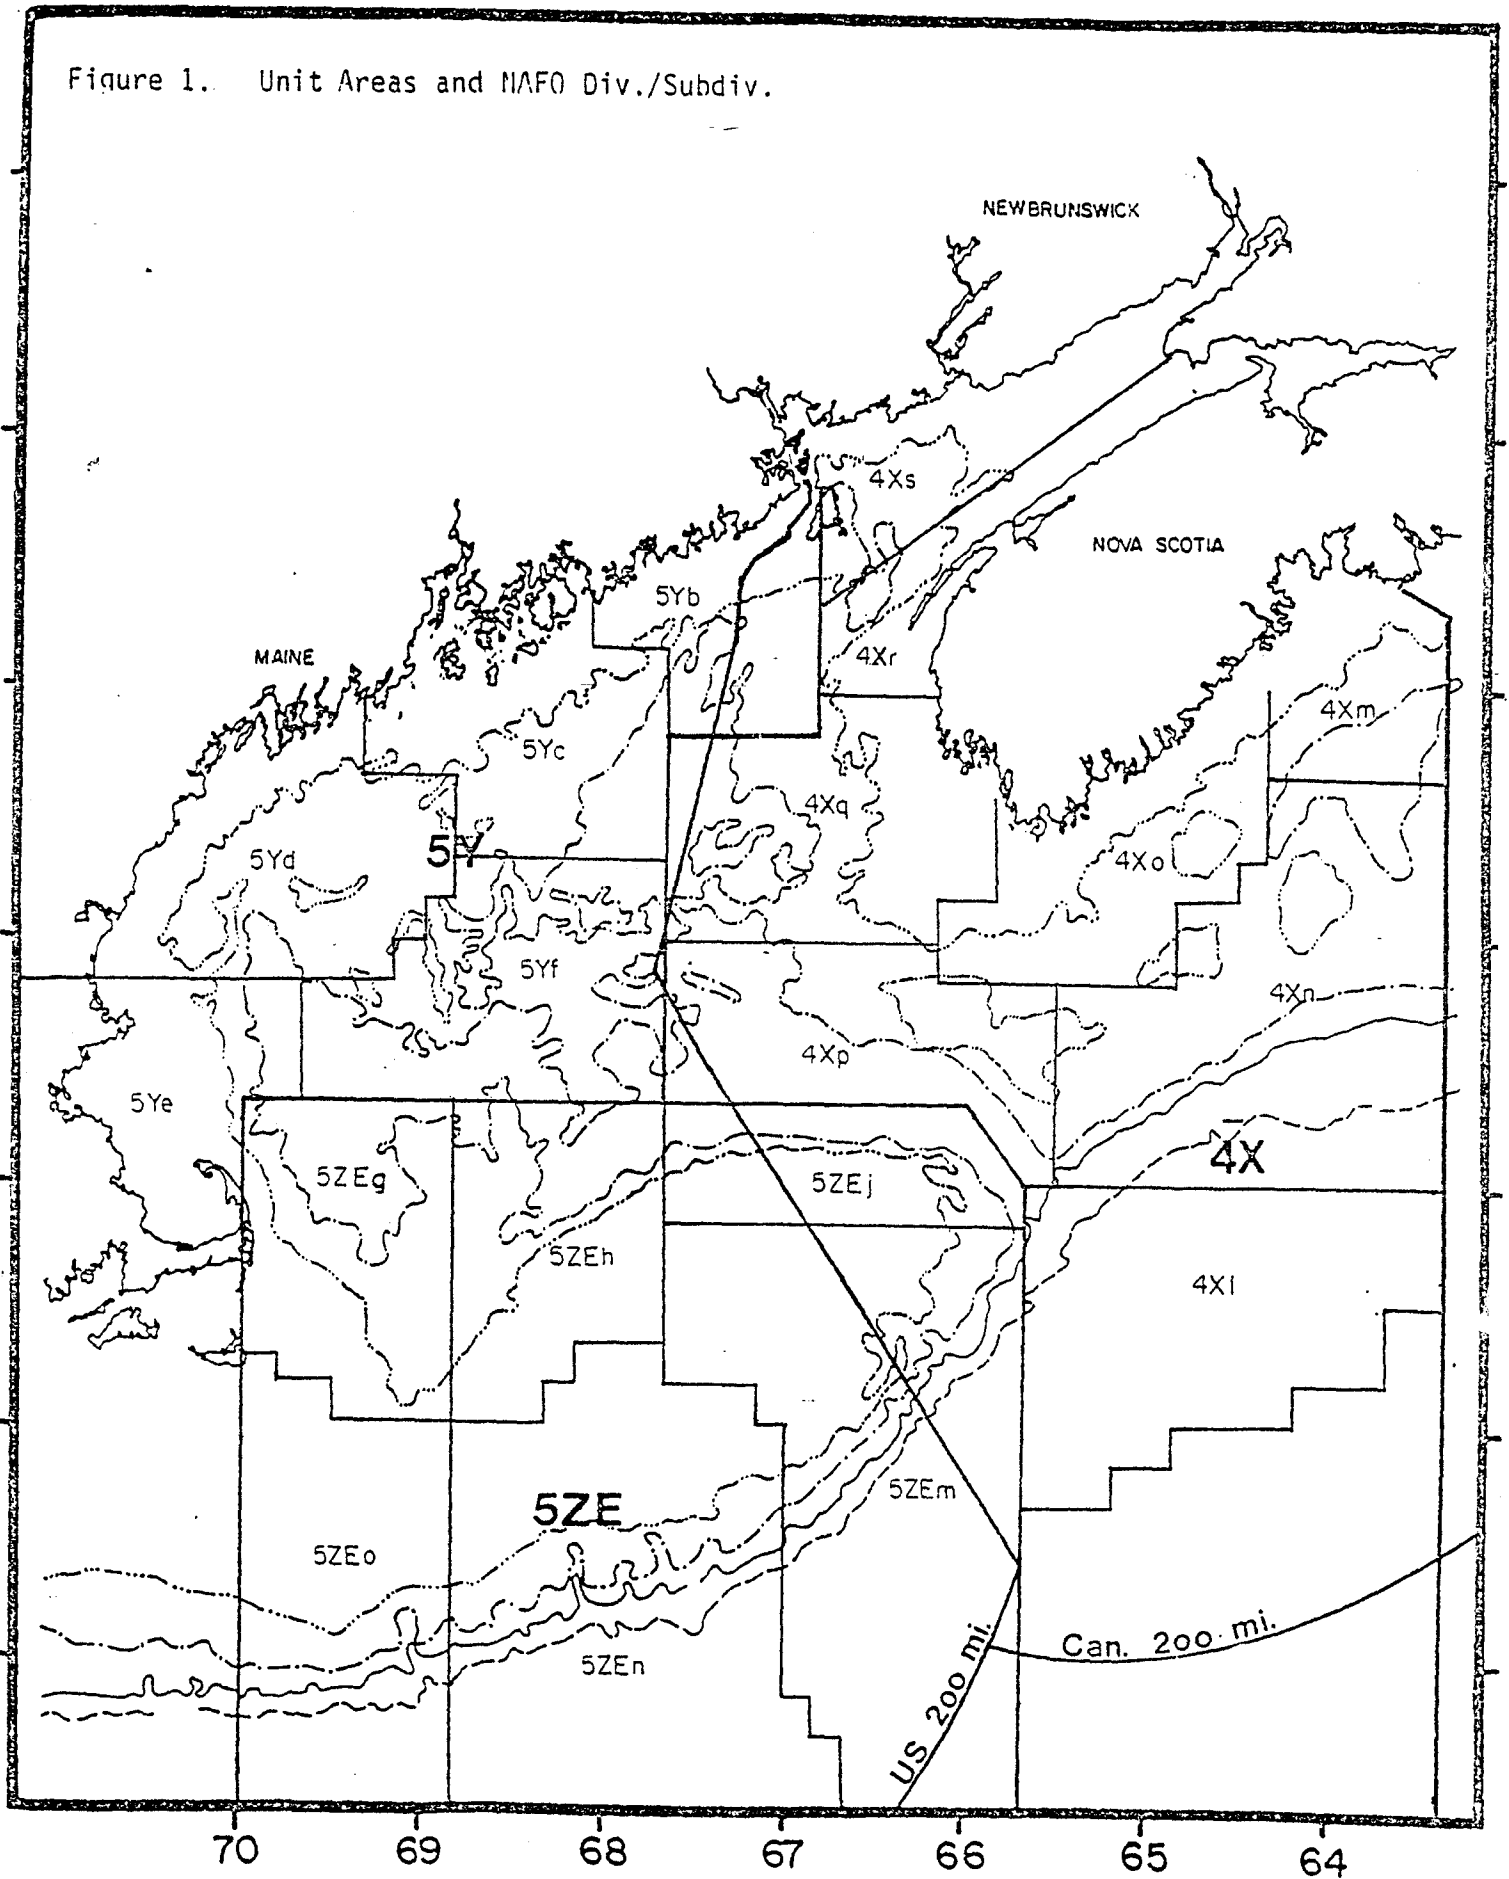 Figure 1. Unit Areas and NAFO Div./Subdiv.
NEWBRUNSWICK
4Xs
NOVA SCOTIA
5Yb
MAINE
4Xr
4Xm
5Yc
4Xq
5Y
5Yd
4Xo
5Yf
4Xn
4Xp
5Ye
4X
5ZEg
5ZEj
5ZEh
4Xl
5ZEm
5ZE
5ZEo
Can. 200 mi.
5ZEn
US 200 mi.
70 69 68 67 66 65 64